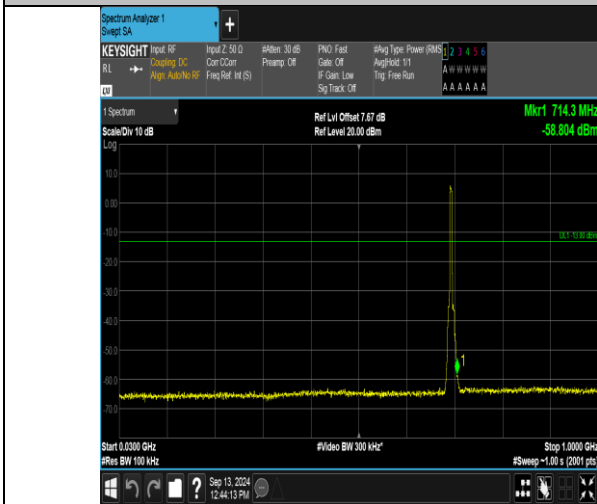 Spectrum Analyzer 1
Swept SA
+
KEYSIGHT
RL
Input: RF
Coupling: DC
Align: Auto/No RF
Input Z: 50 Ω
Corr CCorr
Freq Ref: Int (S)
#Atten: 30 dB
Preamp: Off
PNO: Fast
Gate: Off
IF Gain: Low
Sig Track: Off
#Avg Type: Power (RMS)
Avg|Hold: 1/1
Trig: Free Run
1 2 3 4 5 6
A W W W W W
A A A A A A
1 Spectrum
Scale/Div 10 dB
Ref Lvl Offset 7.67 dB
Ref Level 20.00 dBm
Mkr1 714.3 MHz
-58.804 dBm
Log
10.0
0.00
-10.0
DL1 -13.00 dBm
-20.0
-30.0
-40.0
-50.0
1
-60.0
-70.0
Start 0.0300 GHz
#Video BW 300 kHz*
Stop 1.0000 GHz
#Res BW 100 kHz
#Sweep ~1.00 s (2001 pts)
?
Sep 13, 2024
12:44:13 PM